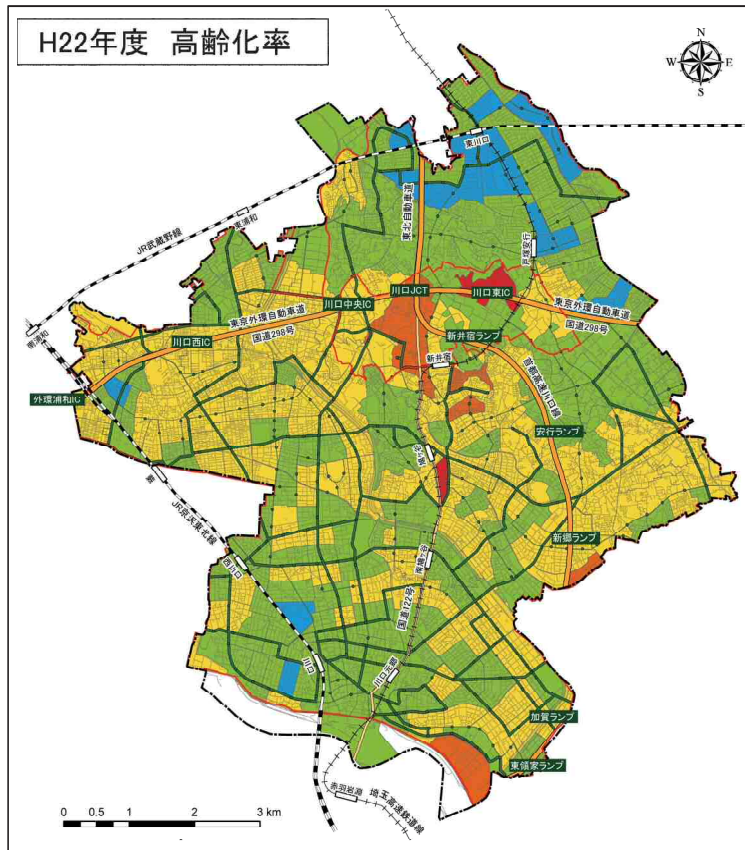 H22年度 高齢化率
N
W E
S
東川口
JR武蔵野線
東浦和
東北自動車道
戸塚安行
川口JCT
川口東IC
川口中央IC
東京外環自動車道
国道298号
東京外環自動車道
国道298号
南浦和
川口西IC
新井宿ランプ
新井宿
首都高速川口線
外環浦和IC
安行ランプ
鳩ヶ谷
蕨
JR京浜東北線
新郷ランプ
南鳩ヶ谷
西川口
国道122号
川口
川口元郷
加賀ランプ
東領家ランプ
赤羽岩淵
埼玉高速鉄道線
0 0.5 1 2 3 km